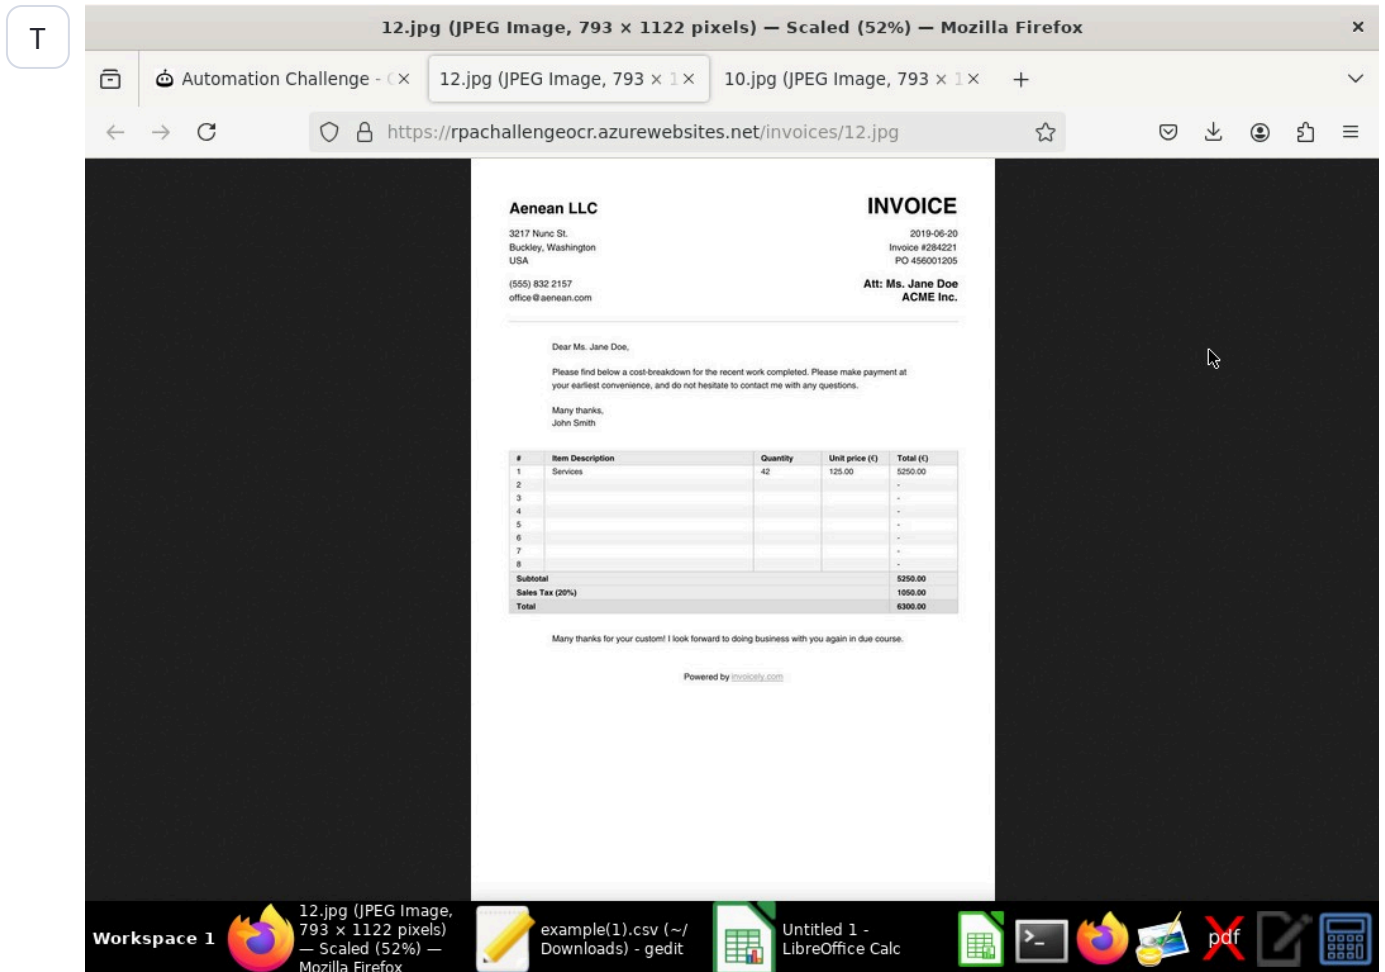 T
12.jpg (JPEG Image, 793 × 1122 pixels) — Scaled (52%) — Mozilla Firefox
Automation Challenge -
12.jpg (JPEG Image, 793 × 1
10.jpg (JPEG Image, 793 × 1
https://rpachallengeocr.azurewebsites.net/invoices/12.jpg
Aenean LLC
INVOICE
3217 Nunc St.
2019-06-20
Buckley, Washington
Invoice #284221
USA
PO 456001205
(555) 832 2157
Att: Ms. Jane Doe
office@aenean.com
ACME Inc.
Dear Ms. Jane Doe,
Please find below a cost-breakdown for the recent work completed. Please make payment at
your earliest convenience, and do not hesitate to contact me with any questions.
Many thanks,
John Smith
# Item Description Quantity Unit price (€) Total (€)
1 Services 42 125.00 5250.00
2 -
3 -
4 -
5 -
6 -
7 -
8 -
Subtotal 5250.00
Sales Tax (20%) 1050.00
Total 6300.00
Many thanks for your custom! I look forward to doing business with you again in due course.
Powered by invoicely.com
Workspace 1
12.jpg (JPEG Image,
793 × 1122 pixels)
— Scaled (52%) —
Mozilla Firefox
example(1).csv (~/
Downloads) - gedit
Untitled 1 -
LibreOffice Calc
pdf